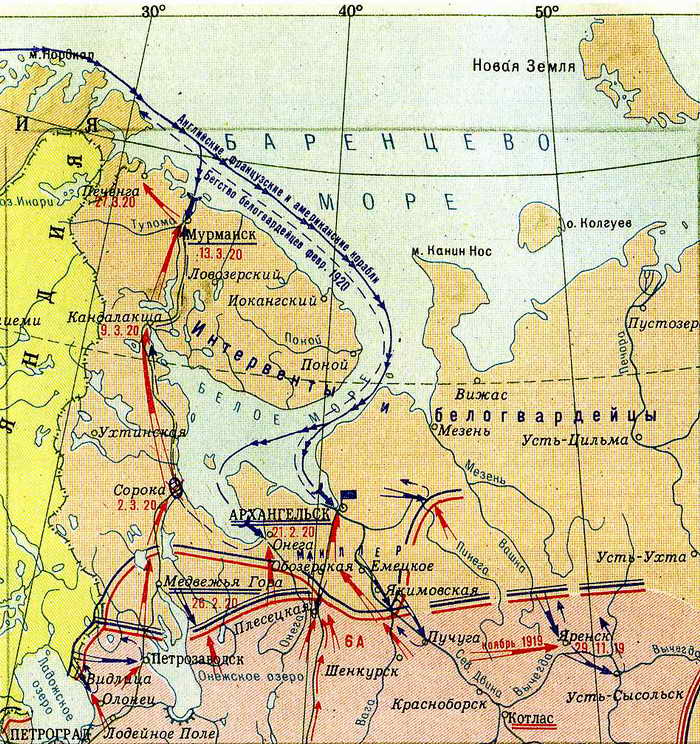 30°
40°
50°
м. Нордкап
Новая Земля
И Я
Английские, французские и американские корабли
Бегство белогвардейцев февр. 1920
БАРЕНЦЕВО
МОРЕ
Печенга
27.3.20
оз. Инари
Тулома
Мурманск
13.3.20
о. Колгуев
м. Канин Нос
Ловозерский
Иокангский
Кандалакша
9.3.20
Пустозер
Печора
Поной
Поной
Интервенты и белогвардейцы
БЕЛОЕ МОРЕ
Вижас
Мезень
Усть-Цильма
Ухтинская
Мезень
Сорока
2.3.20
АРХАНГЕЛЬСК
21.2.20
Онега
МИЛЛЕР
Пинега
Вашка
Усть-Ухта
Обозерская
Емецкое
Медвежья Гора
26.2.20
Якимовская
Плесецкая
Онега
6А
Пучуга
ноябрь 1919
Яренск
29.11.19
Вычегда
Петрозаводск
Шенкурск
Ладожское
озеро
Видлица
Онежское озеро
Сев. Двина
Вычегда
Усть-Сысольск
Олонец
Вага
Красноборск
Котлас
ПЕТРОГРАД
Лодейное Поле